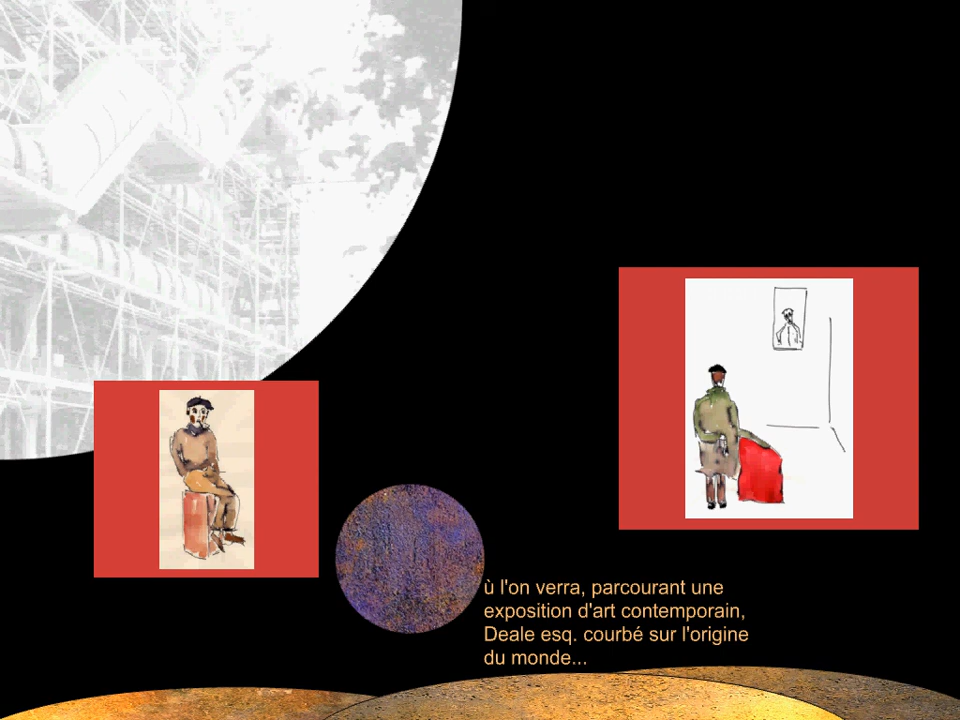 ù l'on verra, parcourant une
exposition d'art contemporain,
Deale esq. courbé sur l'origine
du monde...